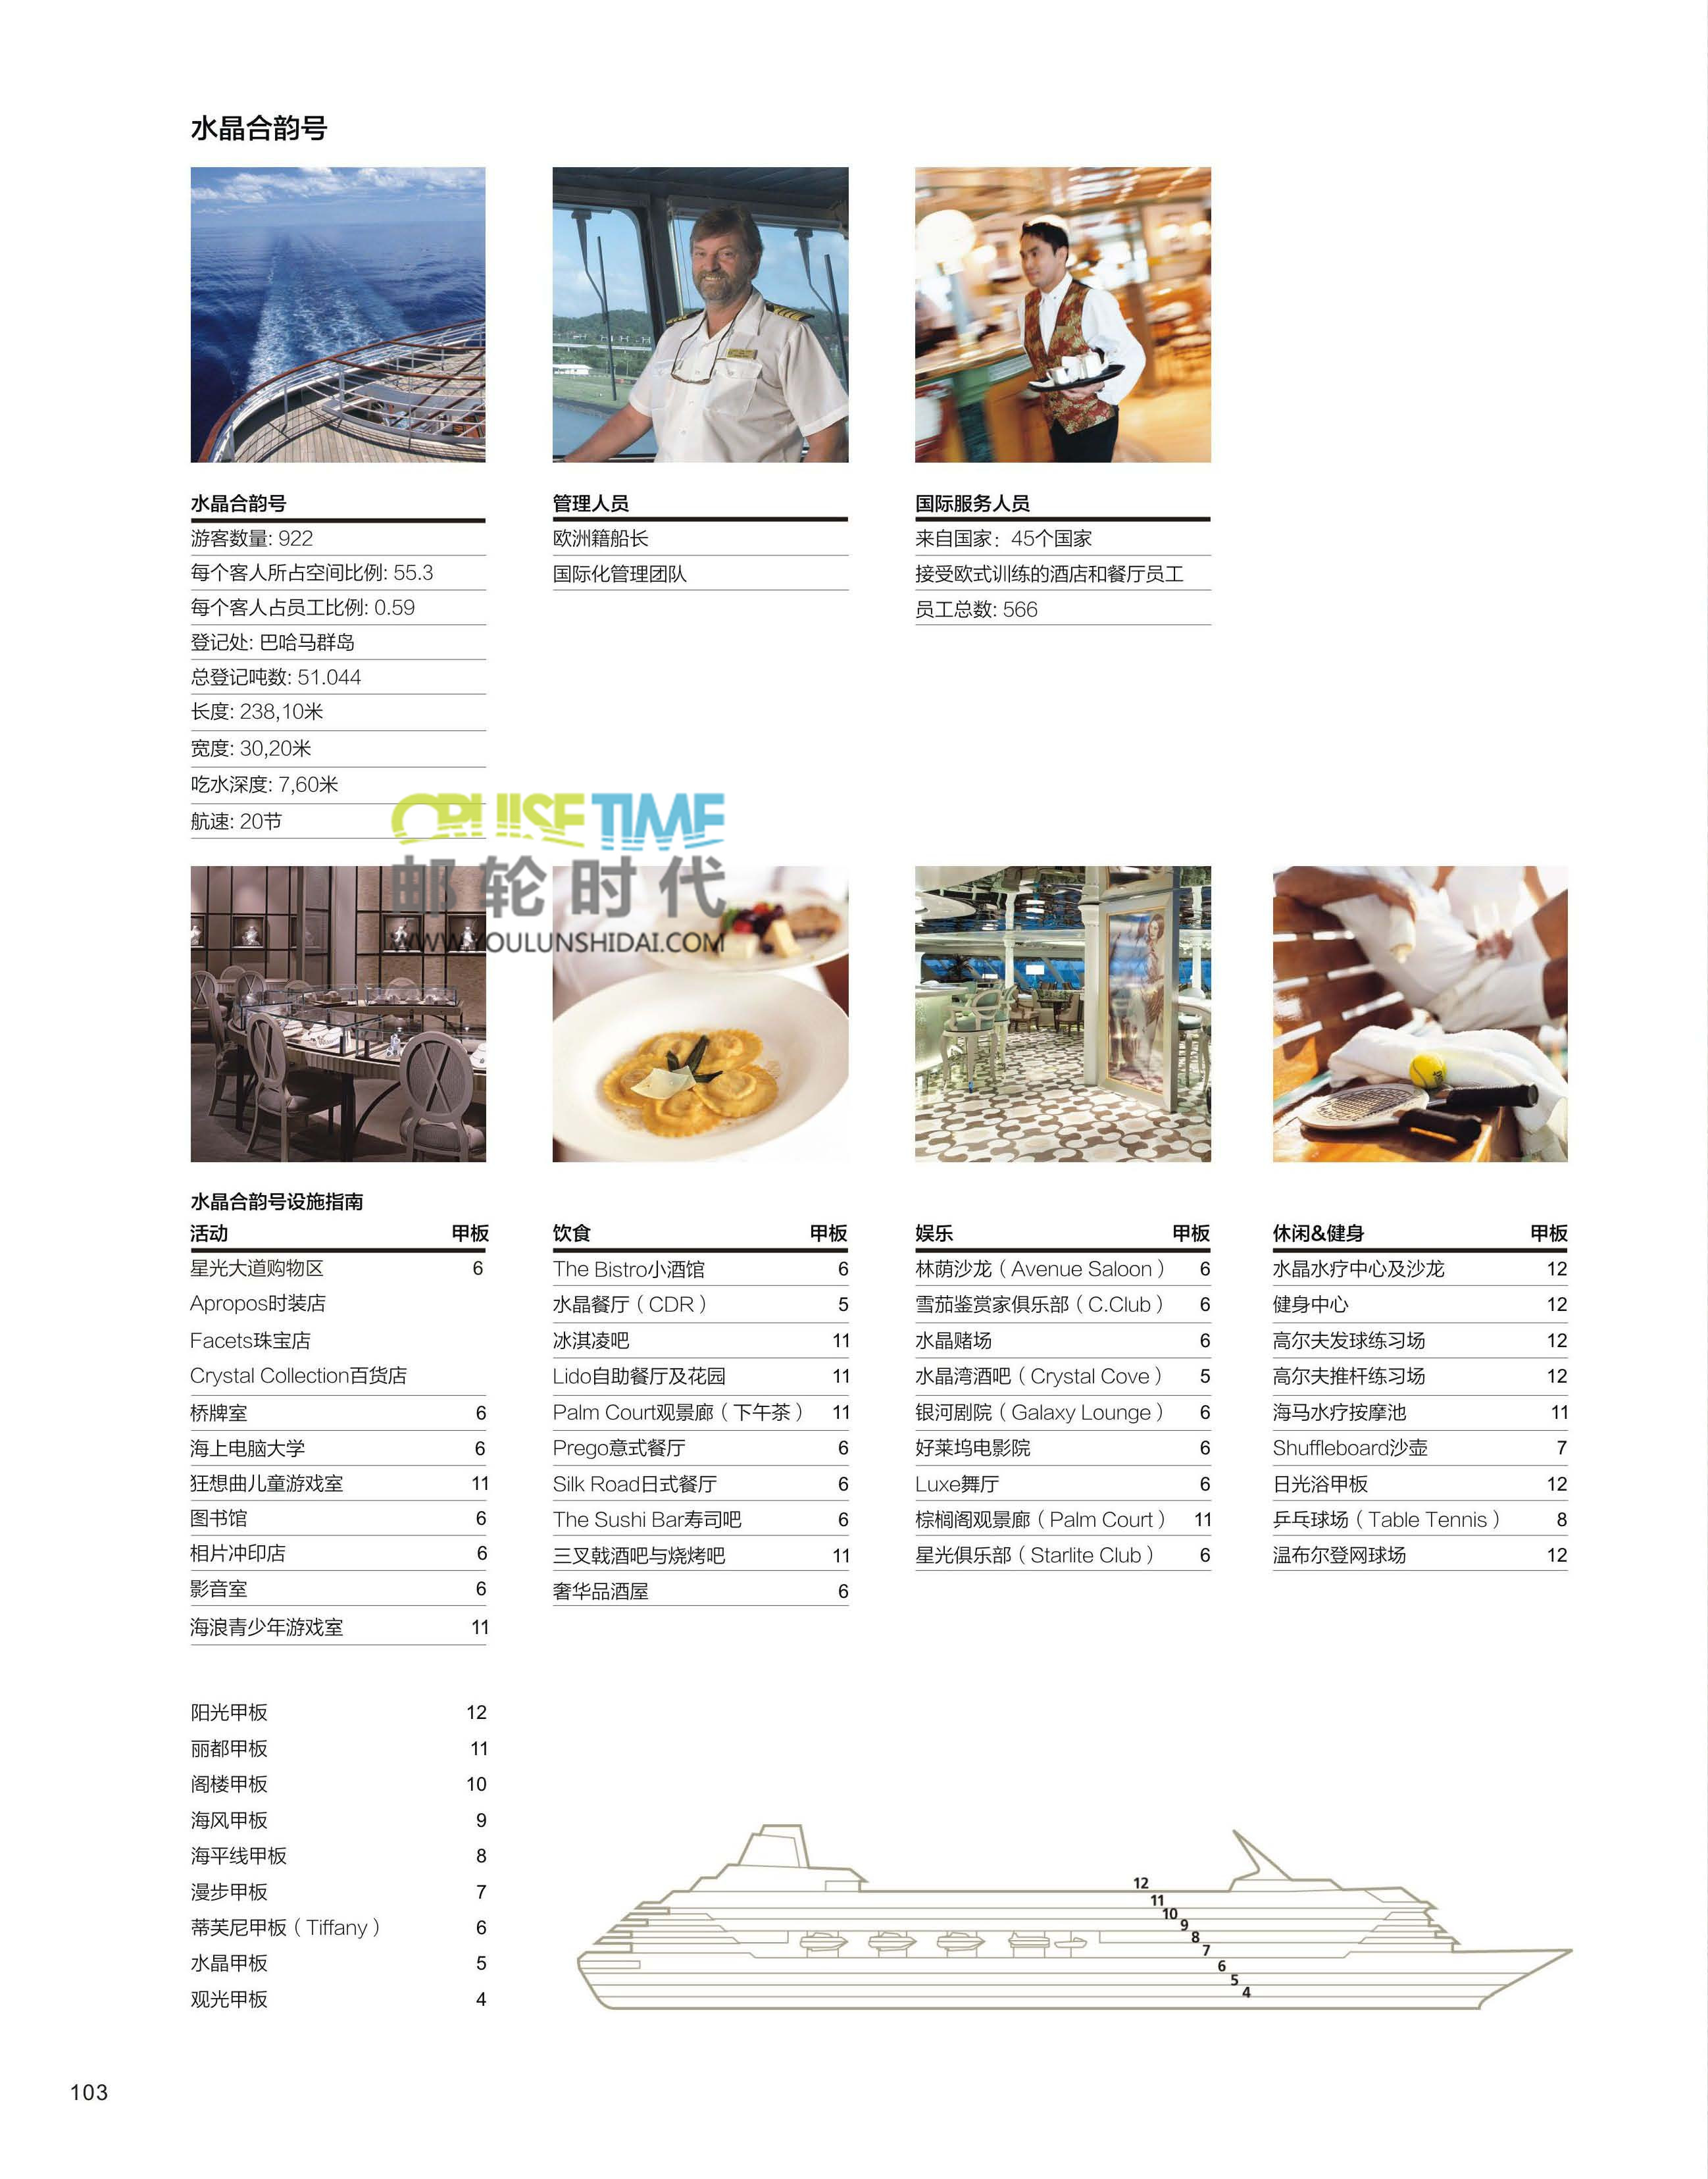 水晶合韵号
水晶合韵号
游客数量: 922
每个客人所占空间比例: 55.3
每个客人占员工比例: 0.59
登记处: 巴哈马群岛
总登记吨数: 51.044
长度: 238,10米
宽度: 30,20米
吃水深度: 7,60米
航速: 20节
管理人员
欧洲籍船长
国际化管理团队
国际服务人员
来自国家: 45个国家
接受欧式训练的酒店和餐厅员工
员工总数: 566
CRUISE TIME
邮轮时代
WWW.YOULUNSHIDAI.COM
水晶合韵号设施指南
活动 甲板
星光大道购物区 6
Apropos时装店
Facets珠宝店
Crystal Collection百货店
桥牌室 6
海上电脑大学 6
狂想曲儿童游戏室 11
图书馆 6
相片冲印店 6
影音室 6
海浪青少年游戏室 11
饮食 甲板
The Bistro小酒馆 6
水晶餐厅（CDR） 5
冰淇凌吧 11
Lido自助餐厅及花园 11
Palm Court观景廊（下午茶） 11
Prego意式餐厅 6
Silk Road日式餐厅 6
The Sushi Bar寿司吧 6
三叉戟酒吧与烧烤吧 11
奢华品酒屋 6
娱乐 甲板
林荫沙龙（Avenue Saloon） 6
雪茄鉴赏家俱乐部（C.Club） 6
水晶赌场 6
水晶湾酒吧（Crystal Cove） 5
银河剧院（Galaxy Lounge） 6
好莱坞电影院 6
Luxe舞厅 6
棕榈阁观景廊（Palm Court） 11
星光俱乐部（Starlite Club） 6
休闲&健身 甲板
水晶水疗中心及沙龙 12
健身中心 12
高尔夫发球练习场 12
高尔夫推杆练习场 12
海马水疗按摩池 11
Shuffleboard沙壶 7
日光浴甲板 12
乒乓球场（Table Tennis） 8
温布尔登网球场 12
阳光甲板 12
丽都甲板 11
阁楼甲板 10
海风甲板 9
海平线甲板 8
漫步甲板 7
蒂芙尼甲板（Tiffany） 6
水晶甲板 5
观光甲板 4
12
11
10
9
8
7
6
5
4
103